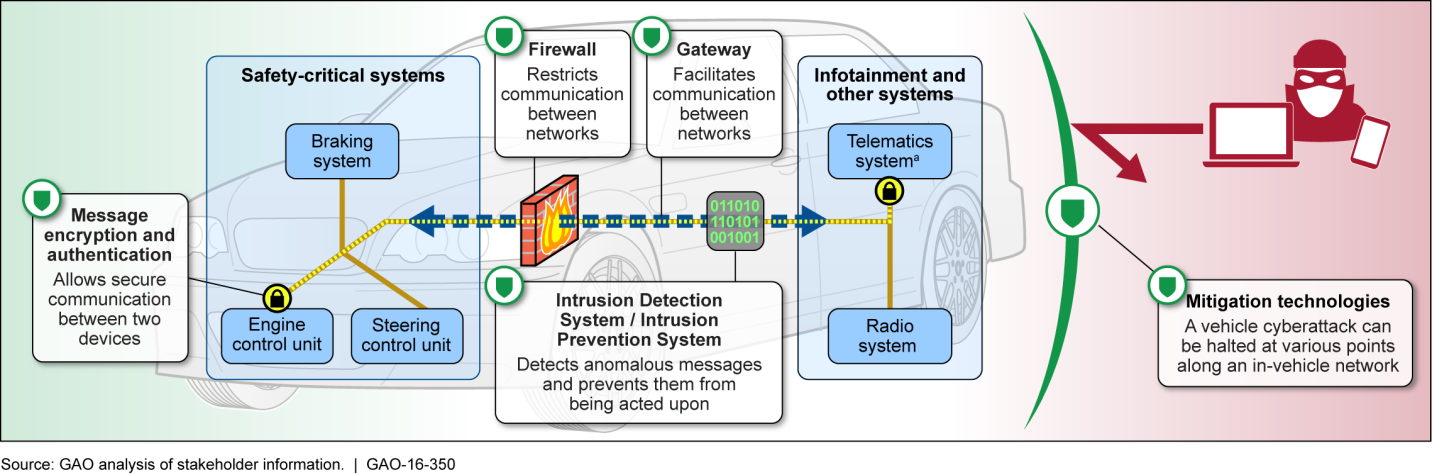 Safety-critical systems
Braking
system
Message
encryption and
authentication
Allows secure
communication
between two
devices
Engine
control unit
Steering
control unit
Firewall
Restricts
communication
between
networks
Gateway
Facilitates
communication
between
networks
011010
110101
001001
Intrusion Detection
System / Intrusion
Prevention System
Detects anomalous messages
and prevents them from
being acted upon
Infotainment and
other systems
Telematics
systemᵃ
Radio
system
Mitigation technologies
A vehicle cyberattack can
be halted at various points
along an in-vehicle network
Source: GAO analysis of stakeholder information. | GAO-16-350